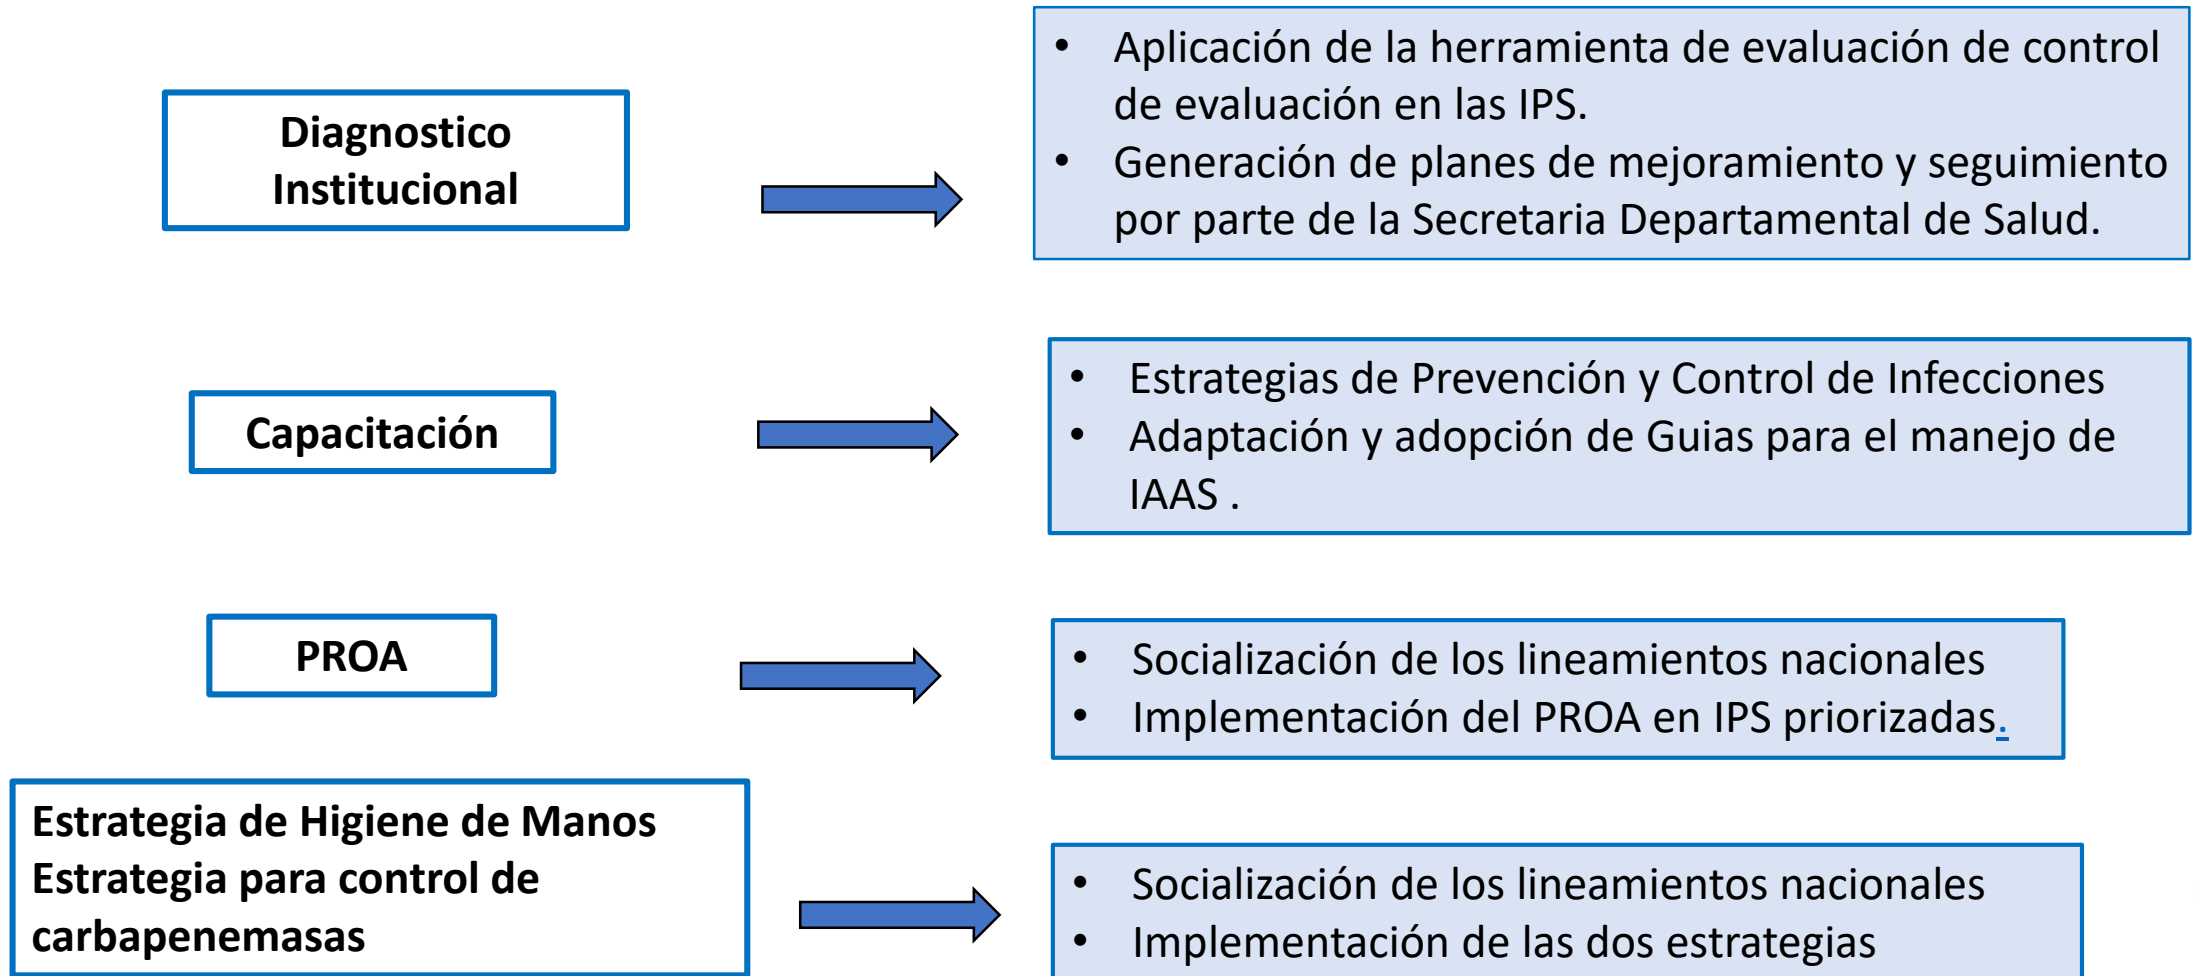 Diagnostico
Institucional
• Aplicación de la herramienta de evaluación de control
de evaluación en las IPS.
• Generación de planes de mejoramiento y seguimiento
por parte de la Secretaria Departamental de Salud.
Capacitación
• Estrategias de Prevención y Control de Infecciones
• Adaptación y adopción de Guias para el manejo de
IAAS .
PROA
• Socialización de los lineamientos nacionales
• Implementación del PROA en IPS priorizadas.
Estrategia de Higiene de Manos
Estrategia para control de
carbapenemasas
• Socialización de los lineamientos nacionales
• Implementación de las dos estrategias